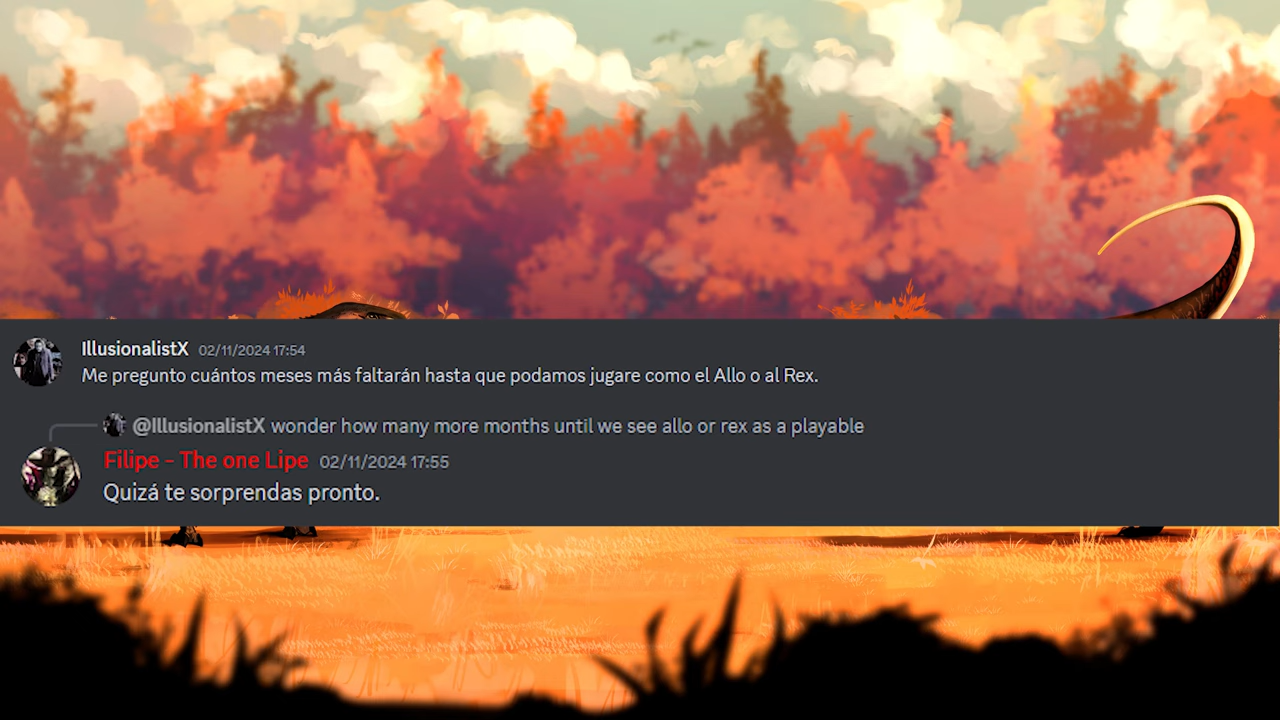 IllusionalistX 02/11/2024 17:54
Me pregunto cuántos meses más faltarán hasta que podamos jugare como el Allo o al Rex.
@IllusionalistX wonder how many more months until we see allo or rex as a playable
Filipe - The one Lipe 02/11/2024 17:55
Quizá te sorprendas pronto.